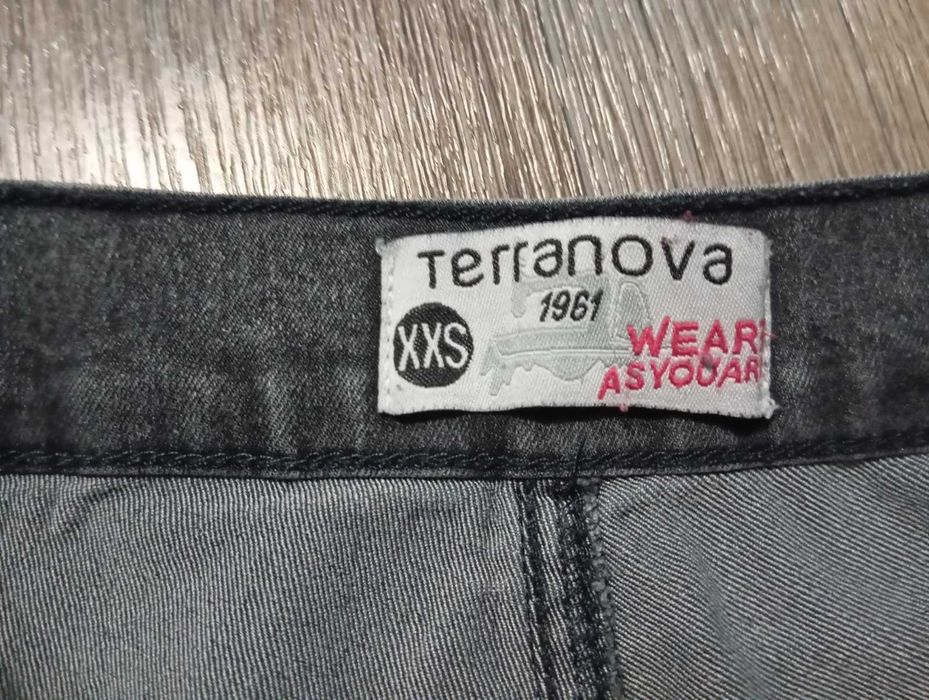 Terranova
1961
XXS
WEAR
ASYOUAR